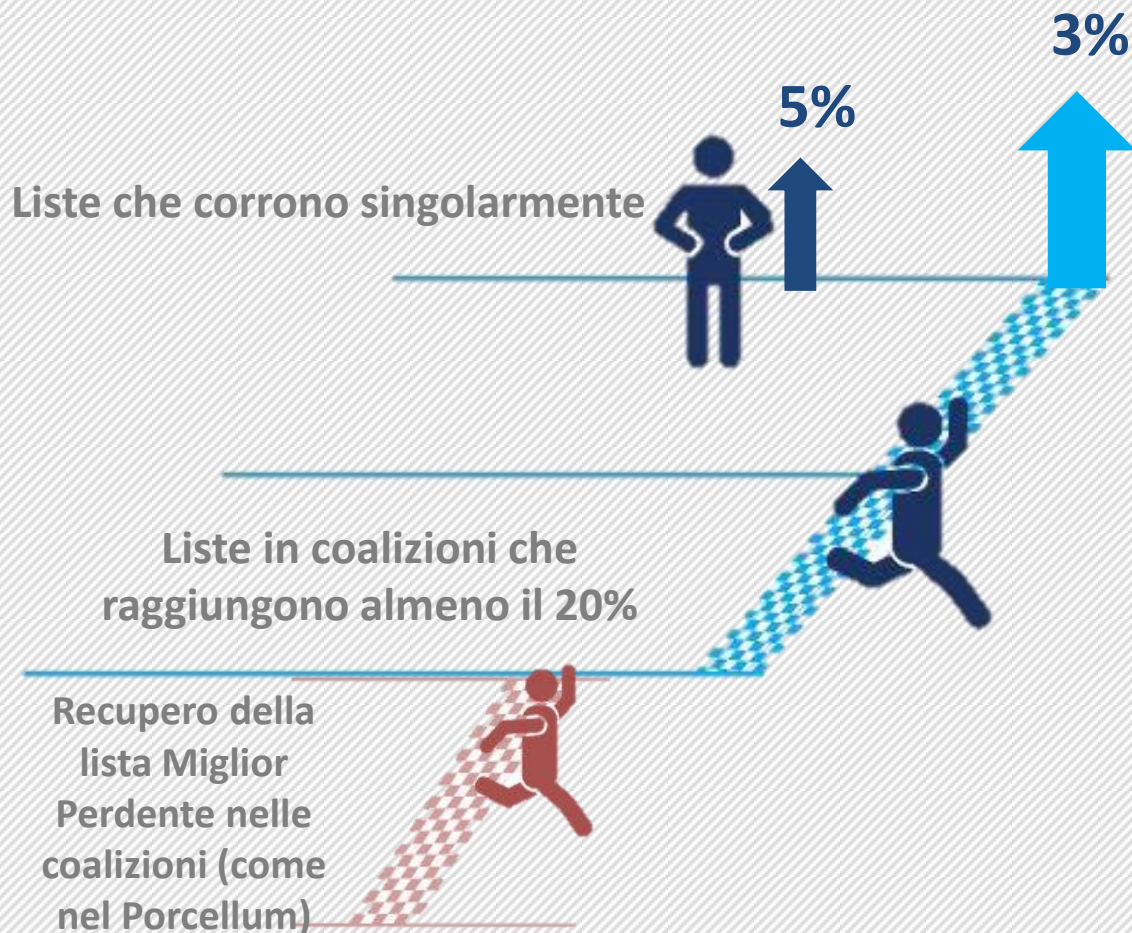 3%
5%
Liste che corrono singolarmente
Liste in coalizioni che
raggiungono almeno il 20%
Recupero della
lista Miglior
Perdente nelle
coalizioni (come
nel Porcellum)